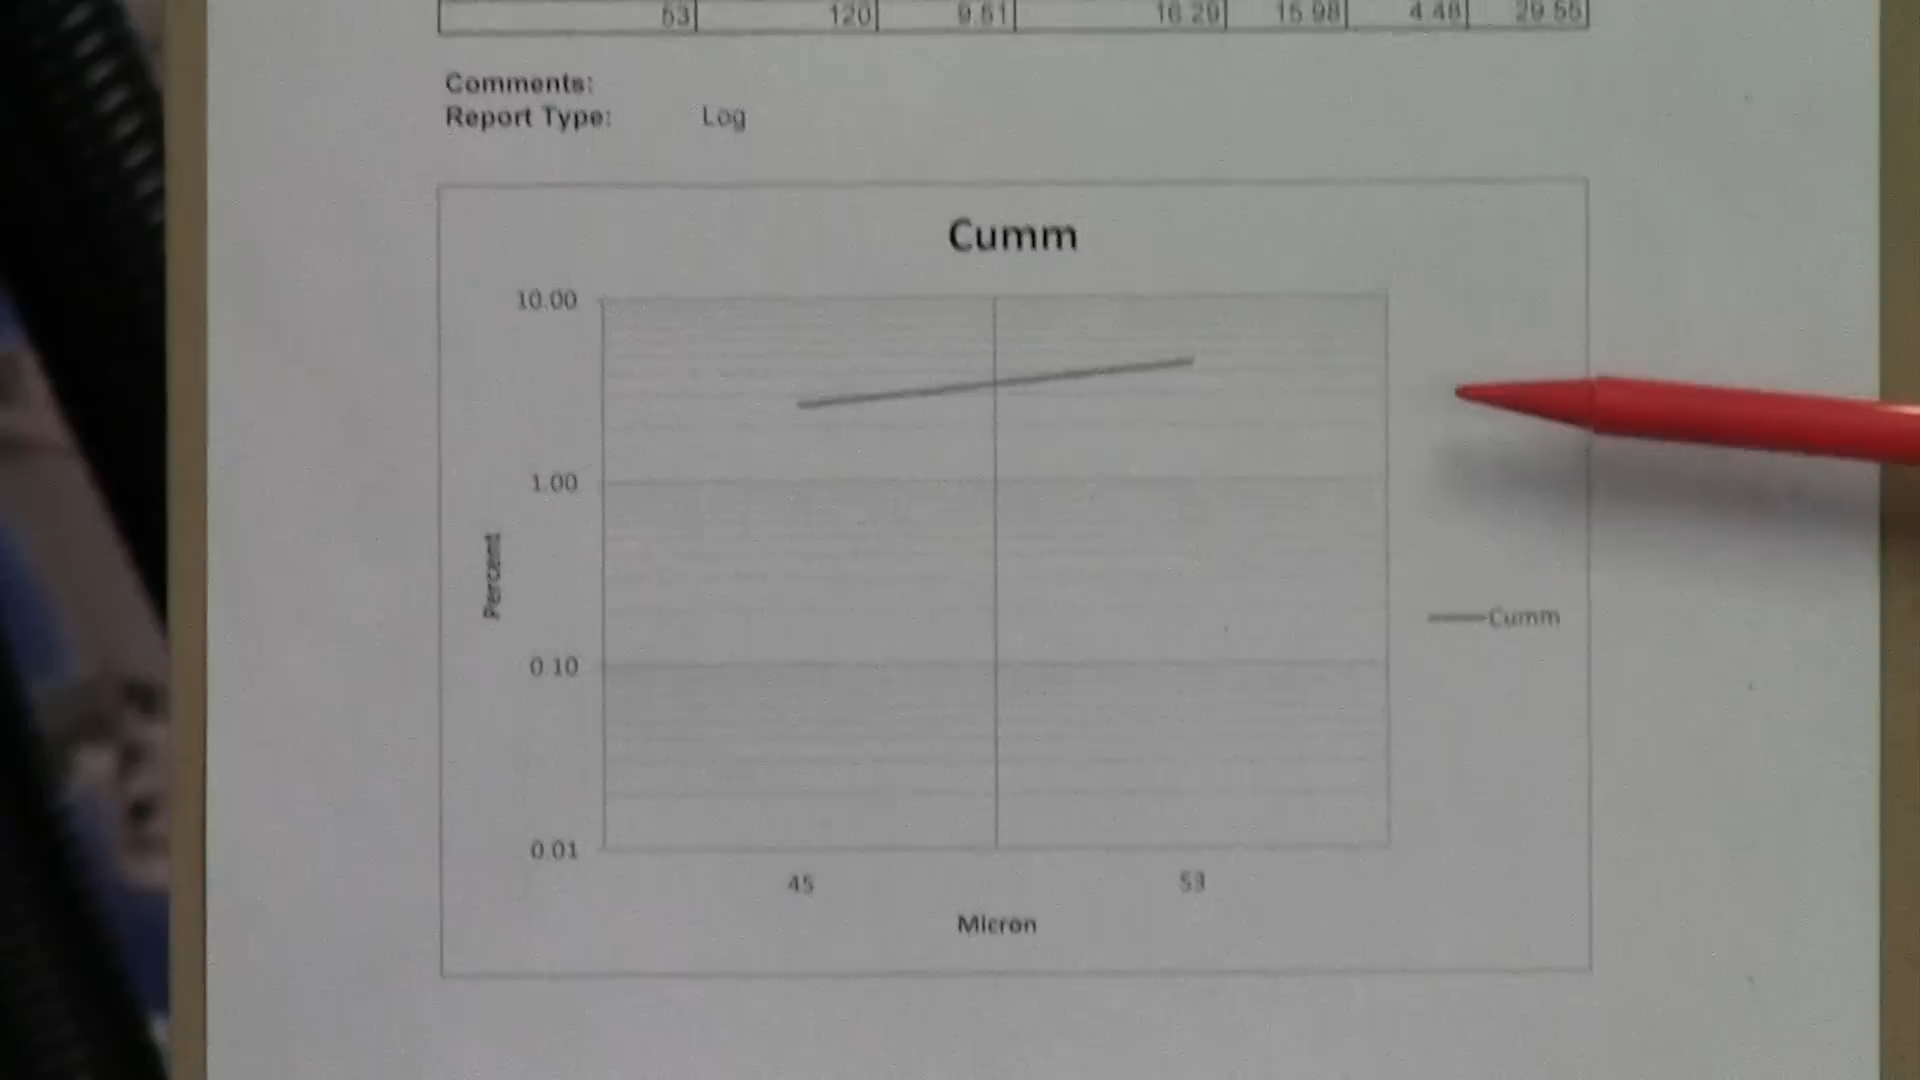 53 120 9.61 16.29 15.98 4.48 29.56
Comments:
Report Type: Log
Cumm
10.00
1.00
0.10
0.01
Percent
Cumm
45 53
Micron